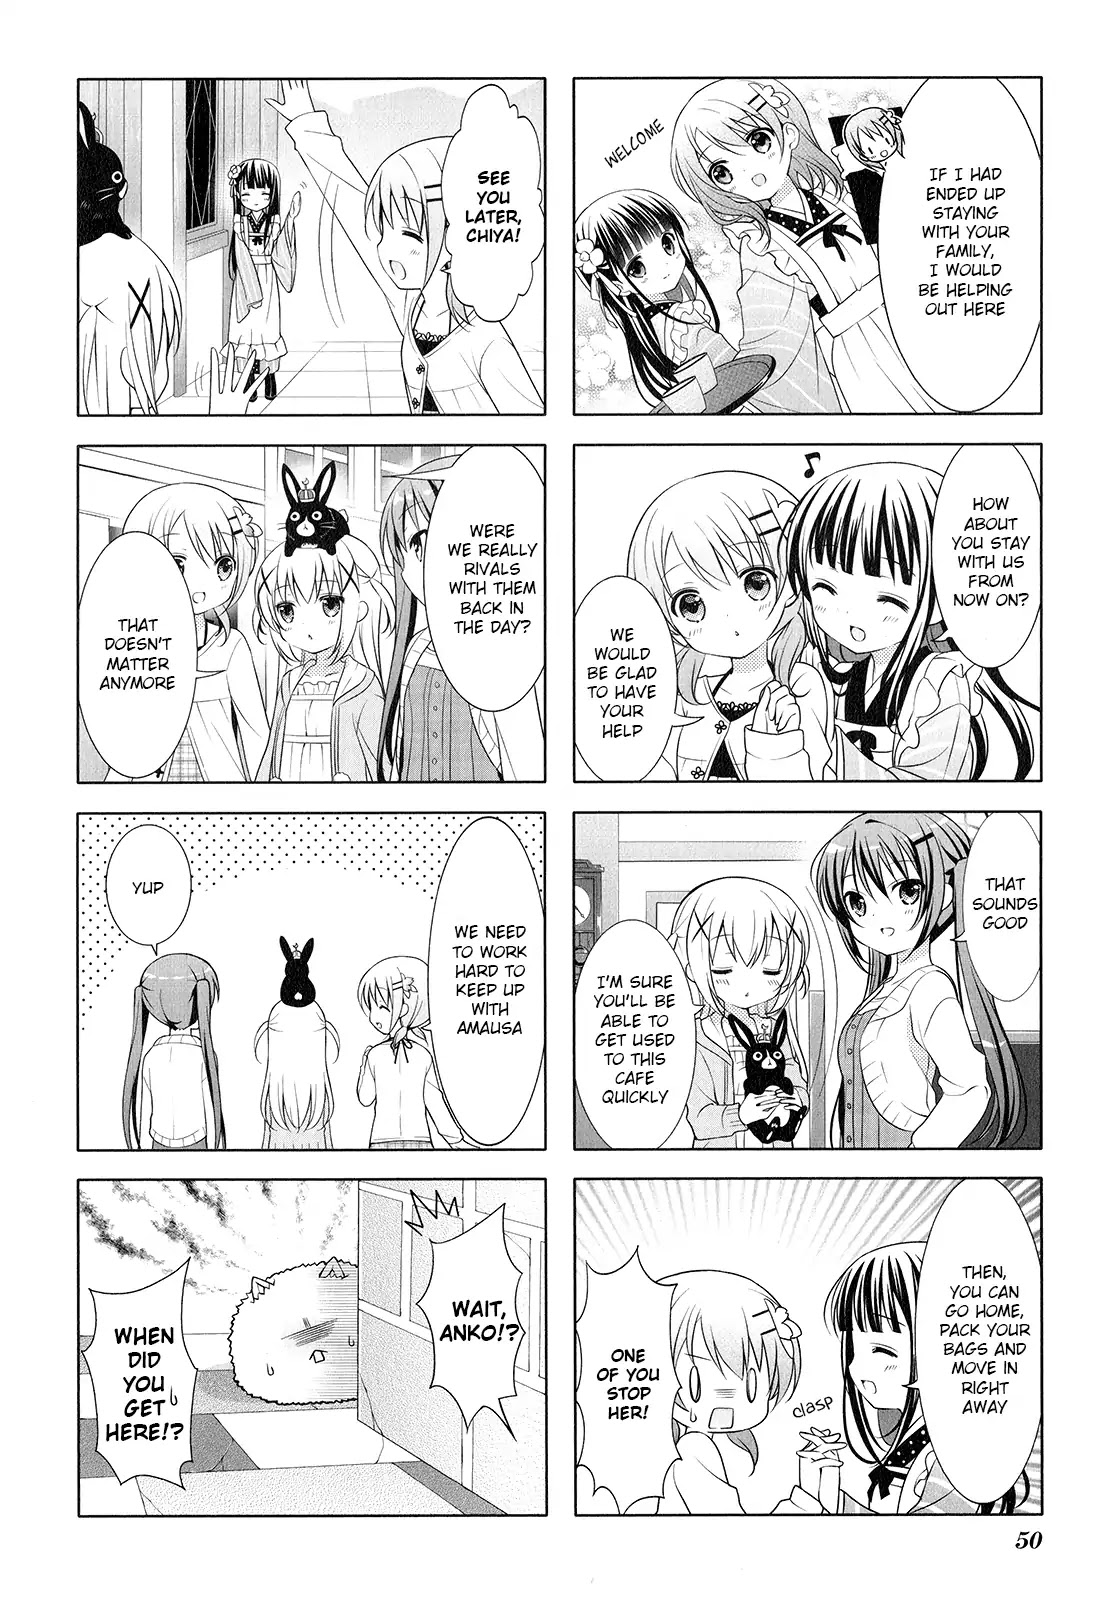 WELCOME
IF I HAD
ENDED UP
STAYING
WITH YOUR
FAMILY,
I WOULD
BE HELPING
OUT HERE
HOW
ABOUT
YOU STAY
WITH US
FROM
NOW ON?
WE
WOULD
BE GLAD
TO HAVE
YOUR
HELP
THAT
SOUNDS
GOOD
I'M SURE
YOU'LL BE
ABLE TO
GET USED
TO THIS
CAFE
QUICKLY
THEN,
YOU CAN
GO HOME,
PACK YOUR
BAGS AND
MOVE IN
RIGHT
AWAY
CLASP
ONE
OF YOU
STOP
HER!
SEE
YOU
LATER,
CHIYA!
WERE
WE REALLY
RIVALS
WITH THEM
BACK IN
THE DAY?
THAT
DOESN'T
MATTER
ANYMORE
WE NEED
TO WORK
HARD TO
KEEP UP
WITH
AMAUSA
YUP
WAIT,
ANKO!?
WHEN
DID
YOU
GET
HERE!?
50